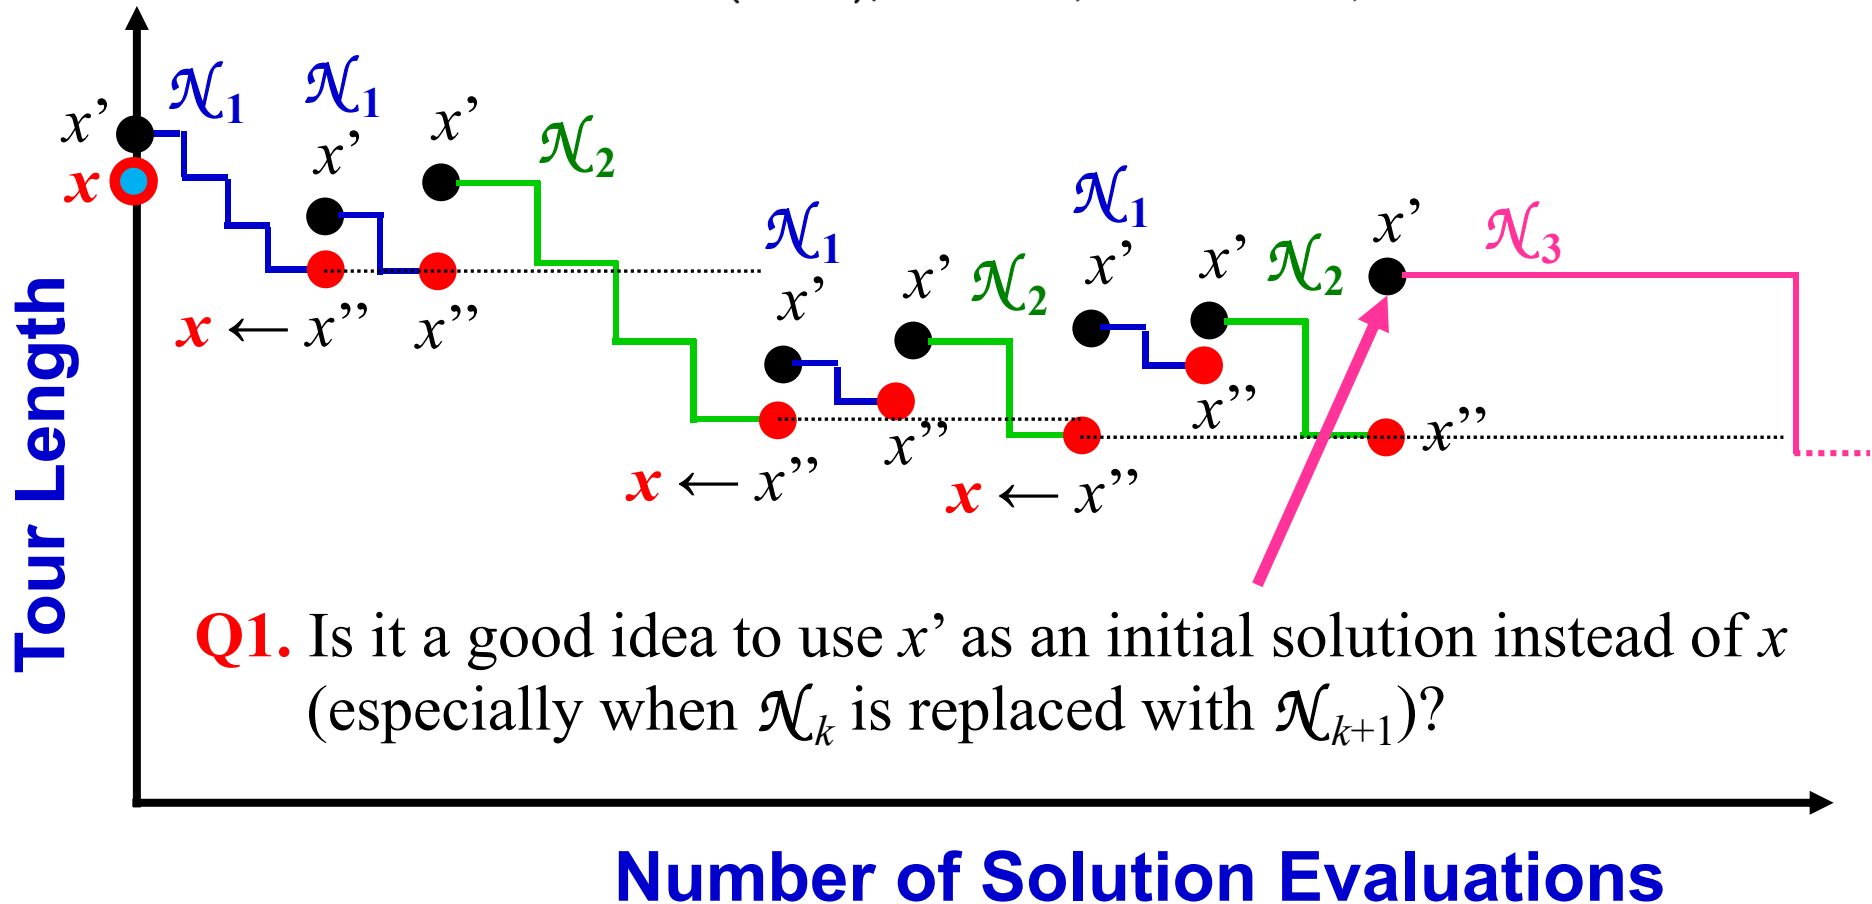 x’ 𝒩1 𝒩1 x’ x’ 𝒩2
x
x ← x’’ x’’
𝒩1 x’ x’ 𝒩2 𝒩1 x’ x’ 𝒩2 x’ 𝒩3
x’’ x’’ x’’
x ← x’’ x ← x’’
Tour Length
Q1. Is it a good idea to use x’ as an initial solution instead of x
(especially when 𝒩k is replaced with 𝒩k+1)?
Number of Solution Evaluations